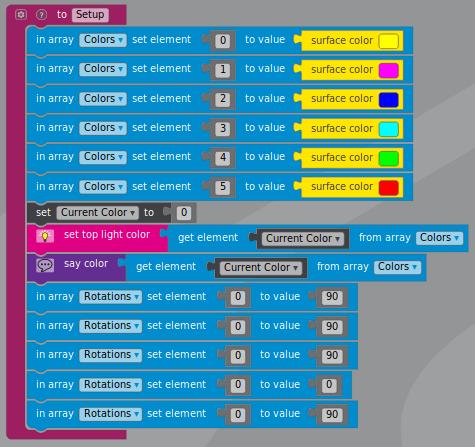 ? to Setup
in array Colors set element 0 to value surface color
in array Colors set element 1 to value surface color
in array Colors set element 2 to value surface color
in array Colors set element 3 to value surface color
in array Colors set element 4 to value surface color
in array Colors set element 5 to value surface color
set Current Color to 0
set top light color get element Current Color from array Colors
say color get element Current Color from array Colors
in array Rotations set element 0 to value 90
in array Rotations set element 0 to value 90
in array Rotations set element 0 to value 90
in array Rotations set element 0 to value 0
in array Rotations set element 0 to value 90